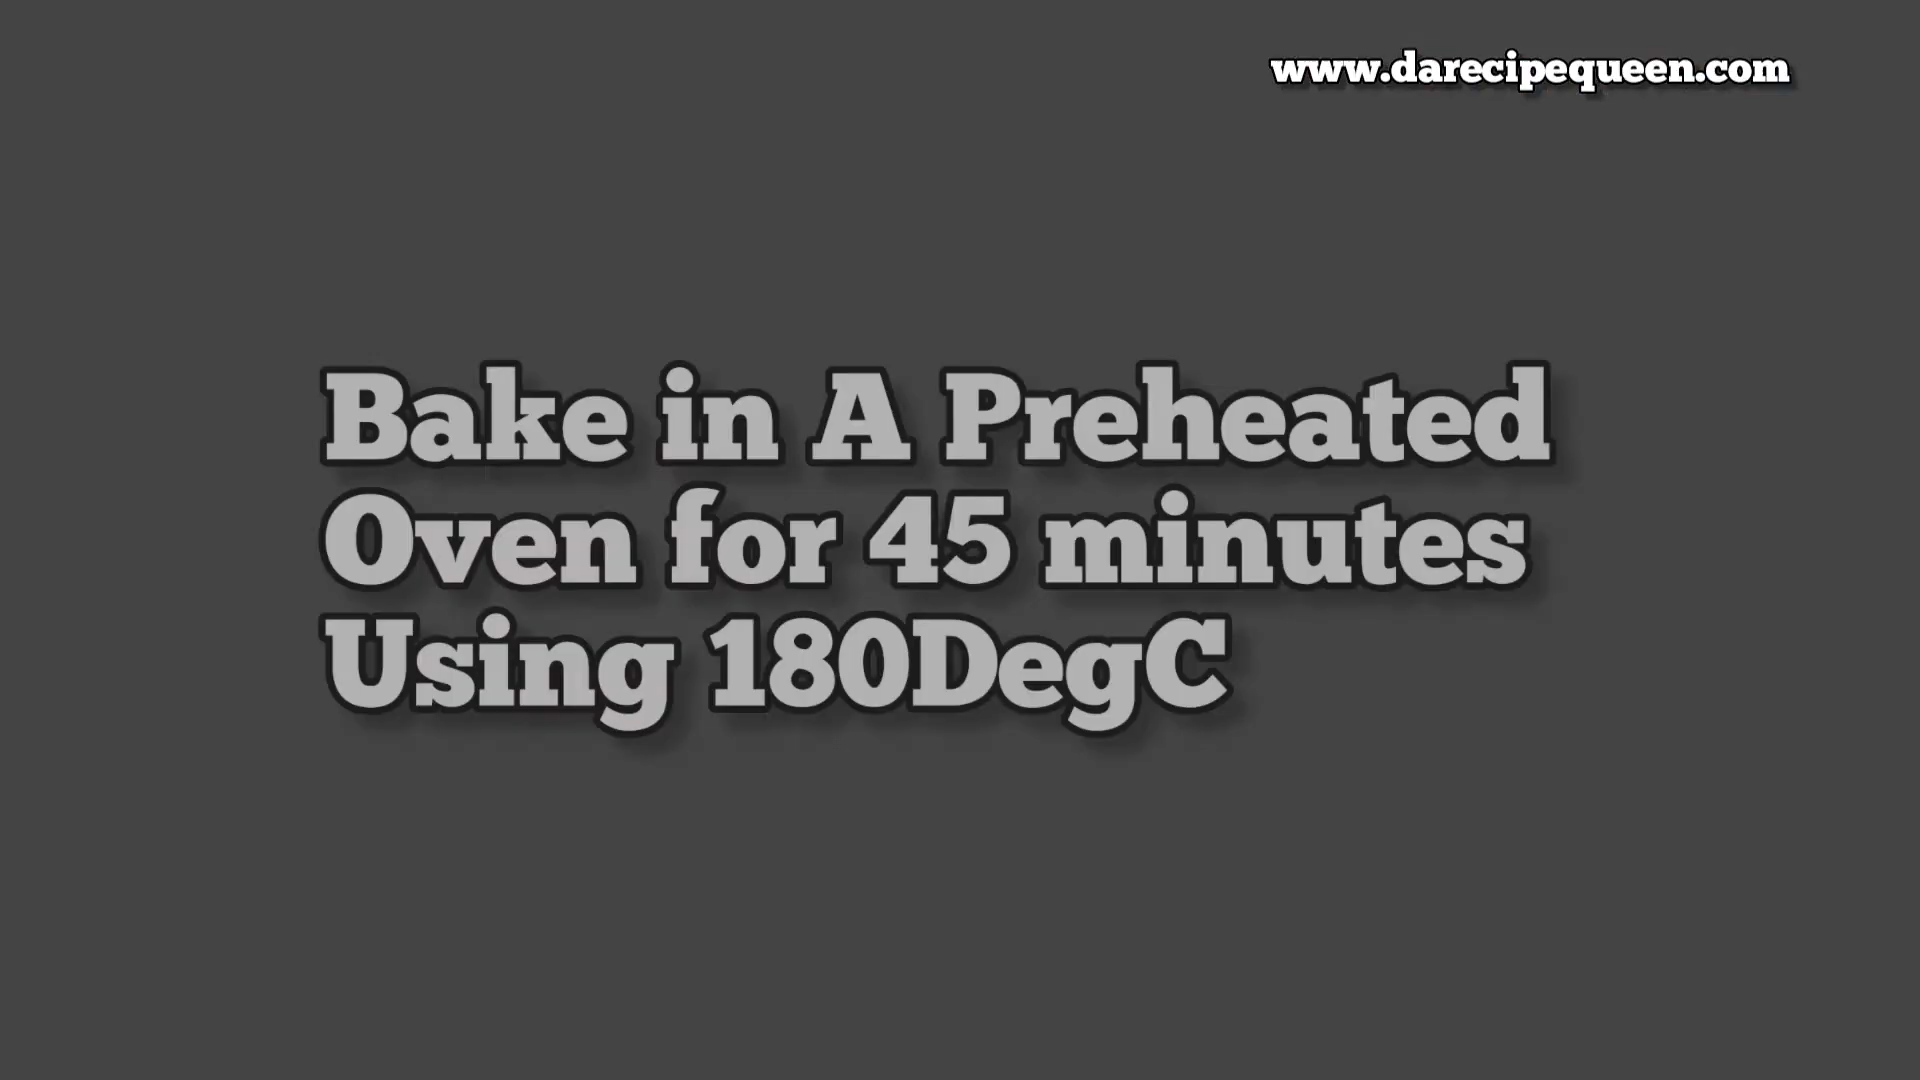 www.darecipequeen.com
Bake in A Preheated
Oven for 45 minutes
Using 180DegC